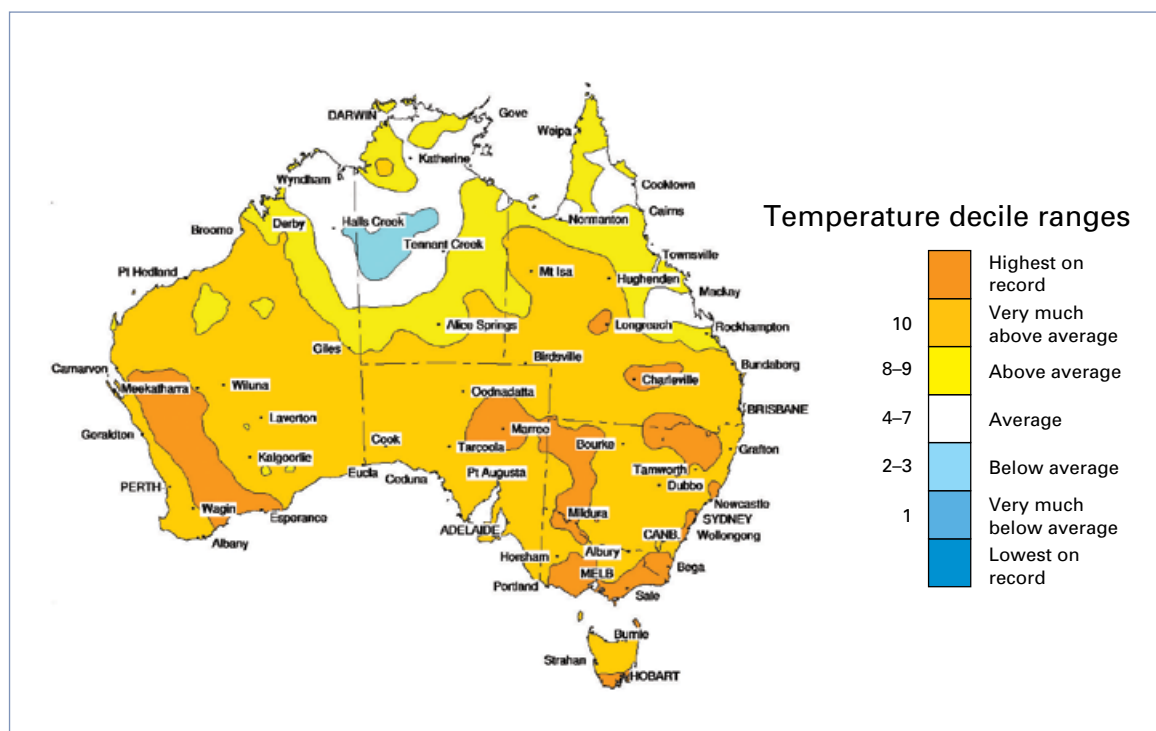 DARWIN
Gove
Weipa
Katherine
Wyndham
Cooktown
Cairns
Normanton
Broome
Derby
Halls Creek
Tennant Creek
Townsville
Pt Hedland
Mt Isa
Hughenden
Mackay
Alice Springs
Longreach
Rockhampton
Giles
Birdsville
Bundaberg
Carnarvon
Meekatharra
Wiluna
Charleville
Oodnadatta
BRISBANE
Laverton
Marree
Geraldton
Cook
Tarcoola
Bourke
Grafton
Kalgoorlie
Eucla
Ceduna
Pt Augusta
Tamworth
Dubbo
PERTH
Newcastle
Wagin
Esperance
Mildura
SYDNEY
ADELAIDE
CANB.
Wollongong
Albany
Horsham
Albury
Bega
Portland
MELB
Sale
Burnie
Strahan
HOBART
Temperature decile ranges
Highest on
record
10
Very much
above average
8–9
Above average
4–7
Average
2–3
Below average
1
Very much
below average
Lowest on
record